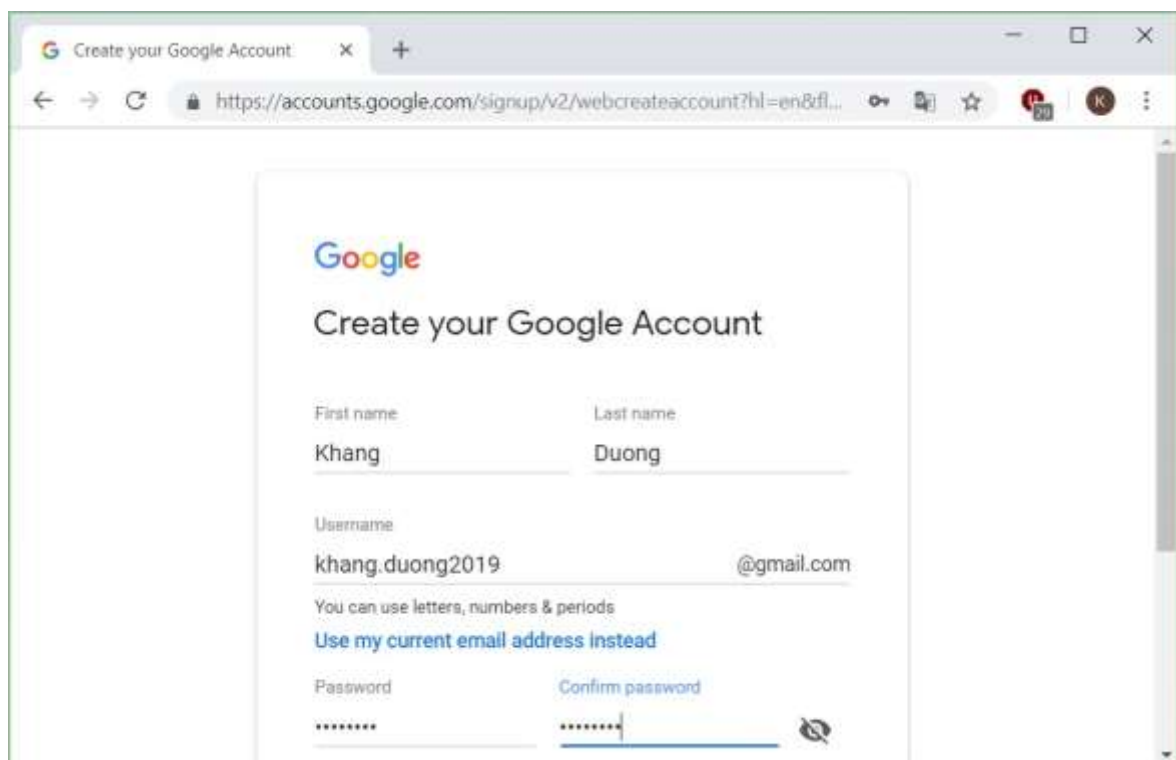 Create your Google Account
https://accounts.google.com/signup/v2/webcreateaccount?hl=en&fl...
K
Google
Create your Google Account
First name Last name
Khang Duong
Username
khang.duong2019 @gmail.com
You can use letters, numbers & periods
Use my current email address instead
Password Confirm password
•••••••• ••••••••